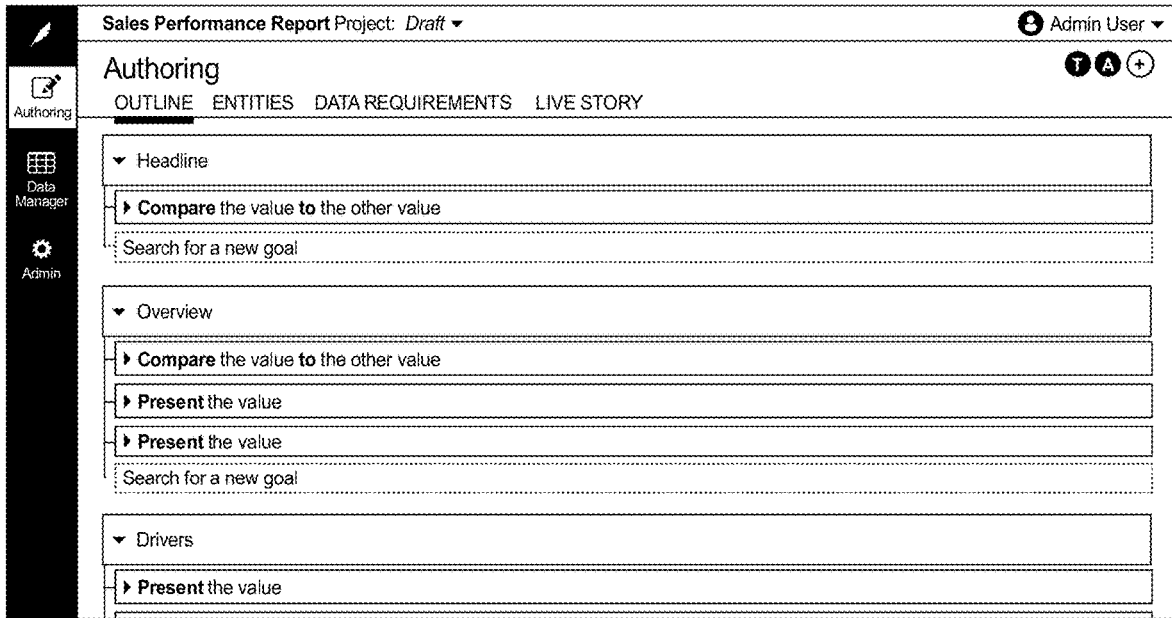 Sales Performance Report Project: Draft
Admin User
Authoring
T A +
OUTLINE ENTITIES DATA REQUIREMENTS LIVE STORY
Authoring
Data
Manager
Admin
Headline
Compare the value to the other value
Search for a new goal
Overview
Compare the value to the other value
Present the value
Present the value
Search for a new goal
Drivers
Present the value